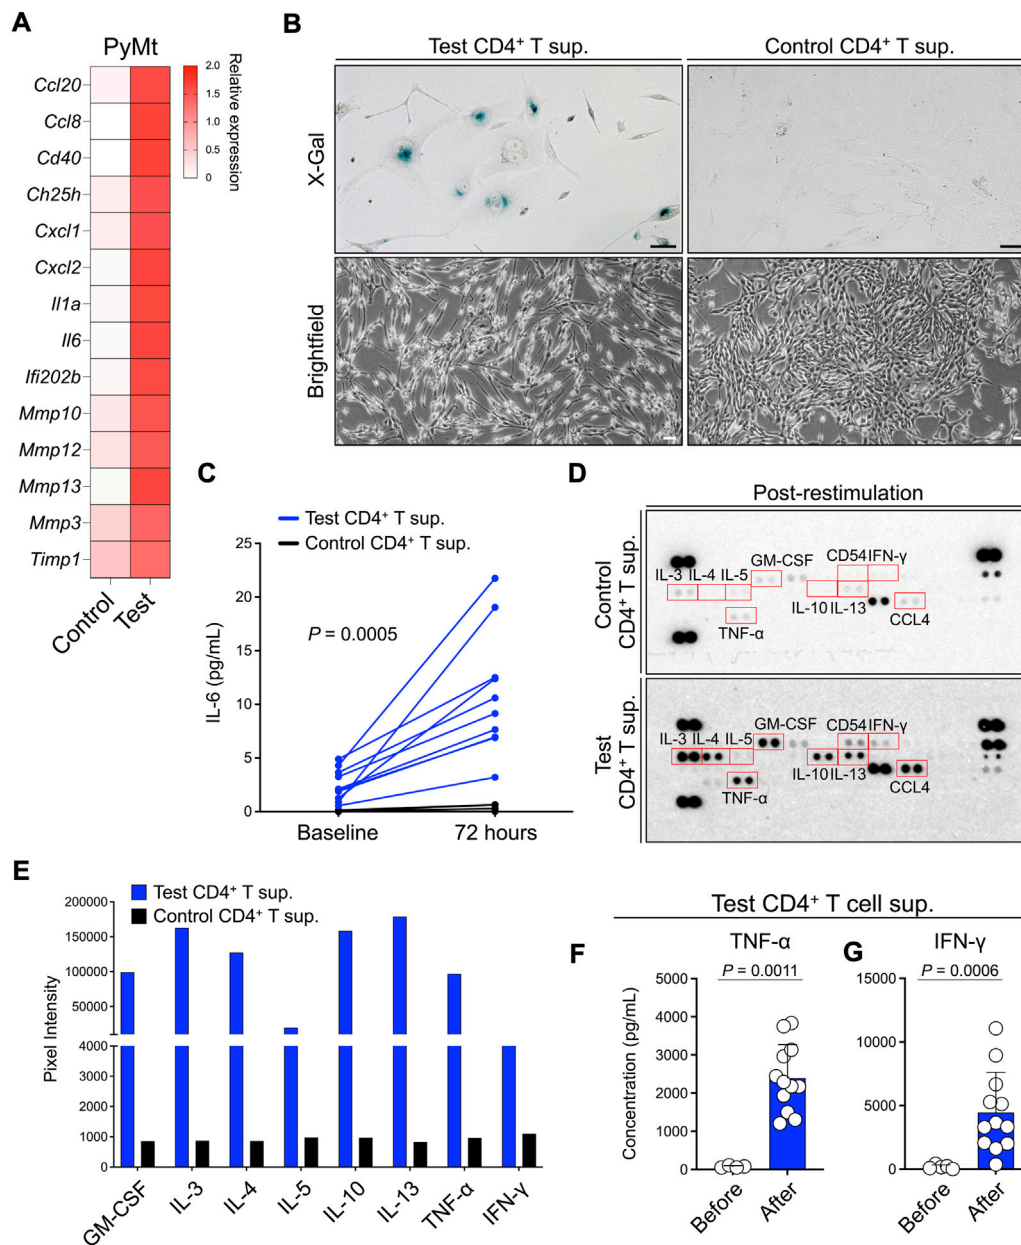 A
PyMt
Ccl20
Ccl8
Cd40
Ch25h
Cxcl1
Cxcl2
Il1a
Il6
Ifi202b
Mmp10
Mmp12
Mmp13
Mmp3
Timp1
Control
Test
2.0
1.5
1.0
0.5
0
Relative expression
B
Test CD4⁺ T sup.
Control CD4⁺ T sup.
X-Gal
Brightfield
C
Test CD4⁺ T sup.
Control CD4⁺ T sup.
P = 0.0005
IL-6 (pg/mL)
25
20
15
10
5
0
Baseline
72 hours
D
Post-restimulation
Control
CD4⁺ T sup.
IL-3 IL-4 IL-5
GM-CSF
CD54 IFN-γ
IL-10 IL-13
TNF-α
CCL4
Test
CD4⁺ T sup.
IL-3 IL-4 IL-5
GM-CSF
CD54 IFN-γ
IL-10 IL-13
TNF-α
CCL4
E
Test CD4⁺ T sup.
Control CD4⁺ T sup.
Pixel Intensity
200000
150000
100000
50000
4000
3000
2000
1000
0
GM-CSF
IL-3
IL-4
IL-5
IL-10
IL-13
TNF-α
IFN-γ
Test CD4⁺ T cell sup.
F
TNF-α
P = 0.0011
Concentration (pg/mL)
5000
4000
3000
2000
1000
0
Before
After
G
IFN-γ
P = 0.0006
15000
10000
5000
0
Before
After